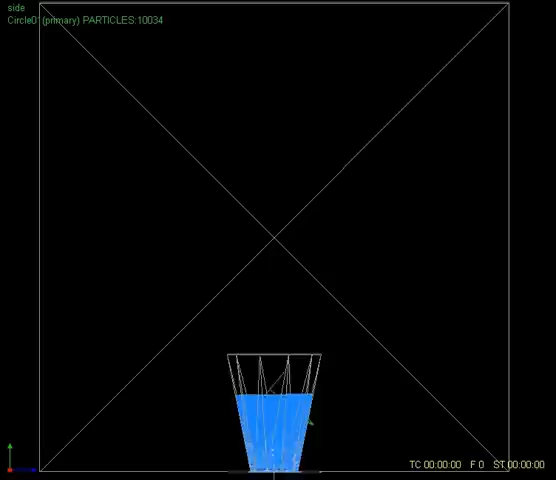 side
Circle01 (primary) PARTICLES:10034
TC 00:00:00 F 0 ST 00:00:00